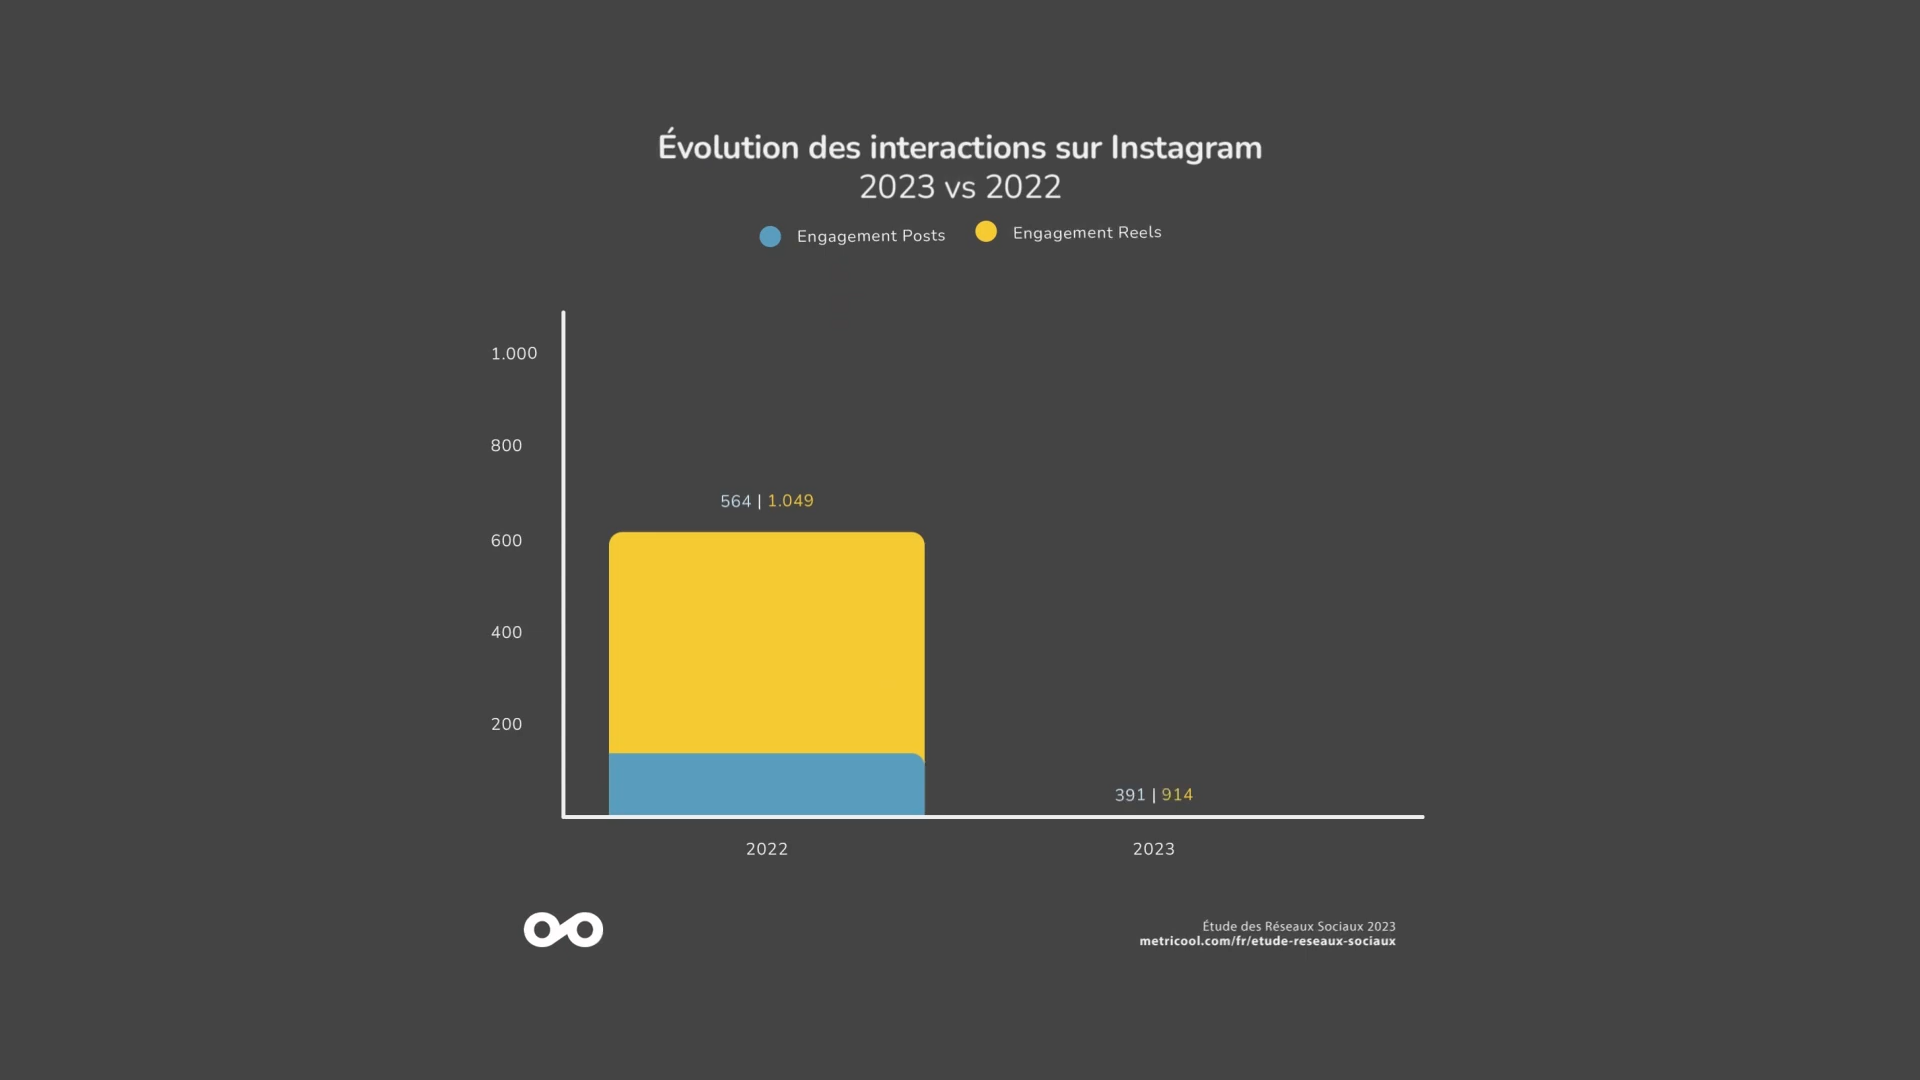 Évolution des interactions sur Instagram
2023 vs 2022
Engagement Posts Engagement Reels
1.000
800
564 | 1.049
600
400
200
391 | 914
2022 2023
Étude des Réseaux Sociaux 2023
metricool.com/fr/etude-reseaux-sociaux